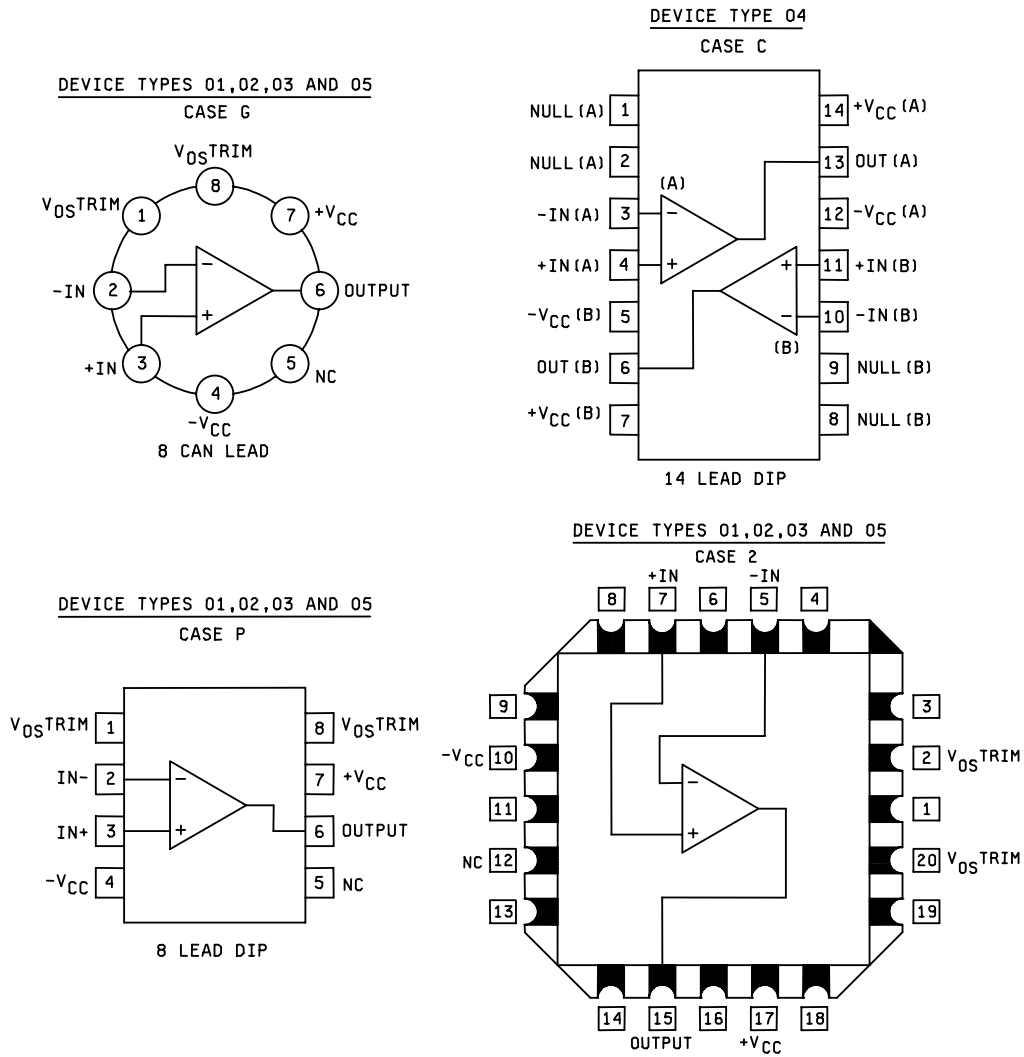 DEVICE TYPES 01,02,03 AND 05
CASE G
VOSTRIM
8
VOSTRIM 1
7 +VCC
-IN 2
−
6 OUTPUT
+
+IN 3
5 NC
4
-VCC
8 CAN LEAD
DEVICE TYPE 04
CASE C
NULL(A) 1
14 +VCC(A)
NULL(A) 2
13 OUT(A)
(A)
-IN(A) 3 −
12 -VCC(A)
+IN(A) 4 +
+ 11 +IN(B)
-VCC(B) 5
− 10 -IN(B)
(B)
OUT(B) 6
9 NULL(B)
+VCC(B) 7
8 NULL(B)
14 LEAD DIP
DEVICE TYPES 01,02,03 AND 05
CASE P
VOSTRIM 1
8 VOSTRIM
IN- 2 −
7 +VCC
IN+ 3 +
6 OUTPUT
-VCC 4
5 NC
8 LEAD DIP
DEVICE TYPES 01,02,03 AND 05
CASE 2
+IN -IN
8 7 6 5 4
9
3
-VCC 10
2 VOSTRIM
−
11
1
+
NC 12
20 VOSTRIM
13
19
14 15 16 17 18
OUTPUT +VCC